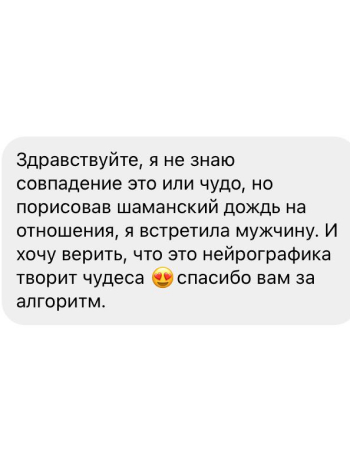 Здравствуйте, я не знаю
совпадение это или чудо, но
порисовав шаманский дождь на
отношения, я встретила мужчину. И
хочу верить, что это нейрографика
творит чудеса 😍 спасибо вам за
алгоритм.